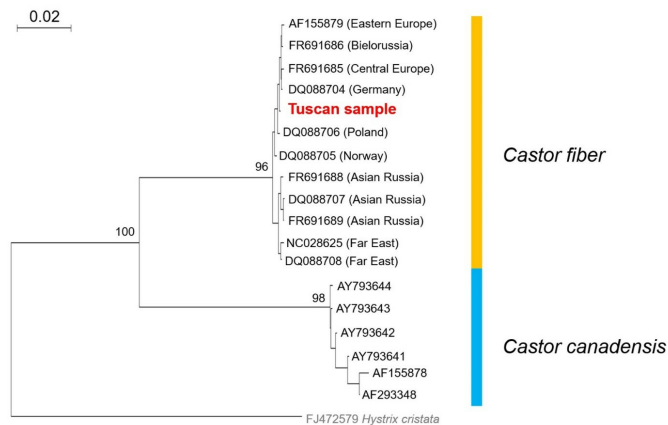 0.02
AF155879 (Eastern Europe)
FR691686 (Bielorussia)
FR691685 (Central Europe)
DQ088704 (Germany)
Tuscan sample
DQ088706 (Poland)
DQ088705 (Norway)
96
FR691688 (Asian Russia)
DQ088707 (Asian Russia)
FR691689 (Asian Russia)
NC028625 (Far East)
DQ088708 (Far East)
Castor fiber
100
98
AY793644
AY793643
AY793642
AY793641
AF155878
AF293348
Castor canadensis
FJ472579 Hystrix cristata